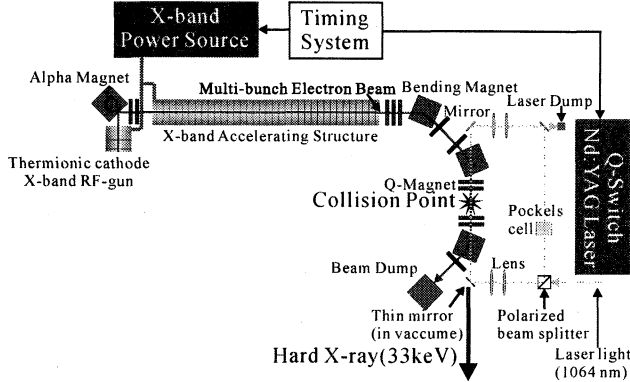 X-band
Power Source
Timing
System
Alpha Magnet
Multi-bunch Electron Beam
Bending Magnet
Mirror
Laser Dump
X-band Accelerating Structure
Thermionic cathode
X-band RF-gun
Q-Magnet
Collision Point
Pockels
cell
Q-Switch
Nd-YAG Laser
Beam Dump
Lens
Thin mirror
(in vaccume)
Polarized
beam splitter
Laser light
(1064 nm)
Hard X-ray(33keV)